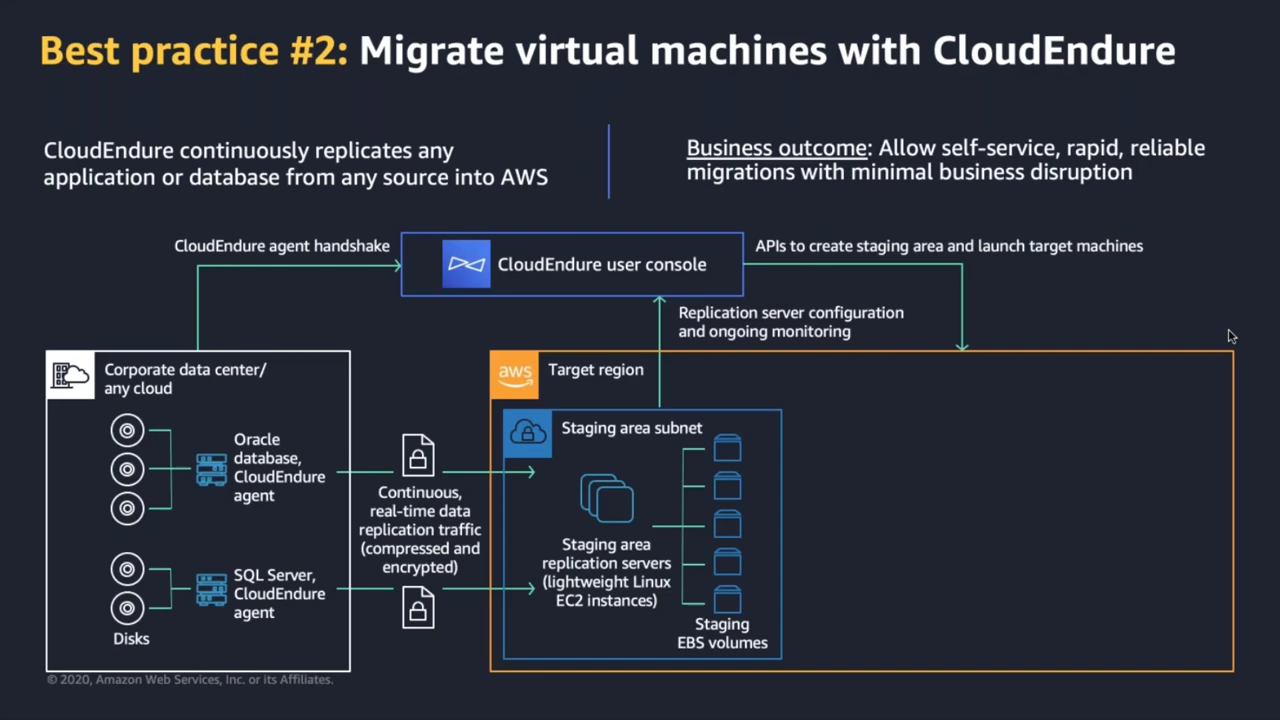 Best practice #2: Migrate virtual machines with CloudEndure
CloudEndure continuously replicates any
application or database from any source into AWS
Business outcome: Allow self-service, rapid, reliable
migrations with minimal business disruption
CloudEndure agent handshake
CloudEndure user console
APIs to create staging area and launch target machines
Replication server configuration
and ongoing monitoring
Corporate data center/
any cloud
Oracle
database,
CloudEndure
agent
SQL Server,
CloudEndure
agent
Disks
Continuous,
real-time data
replication traffic
(compressed and
encrypted)
aws
Target region
Staging area subnet
Staging area
replication servers
(lightweight Linux
EC2 instances)
Staging
EBS volumes
© 2020, Amazon Web Services, Inc. or its Affiliates.